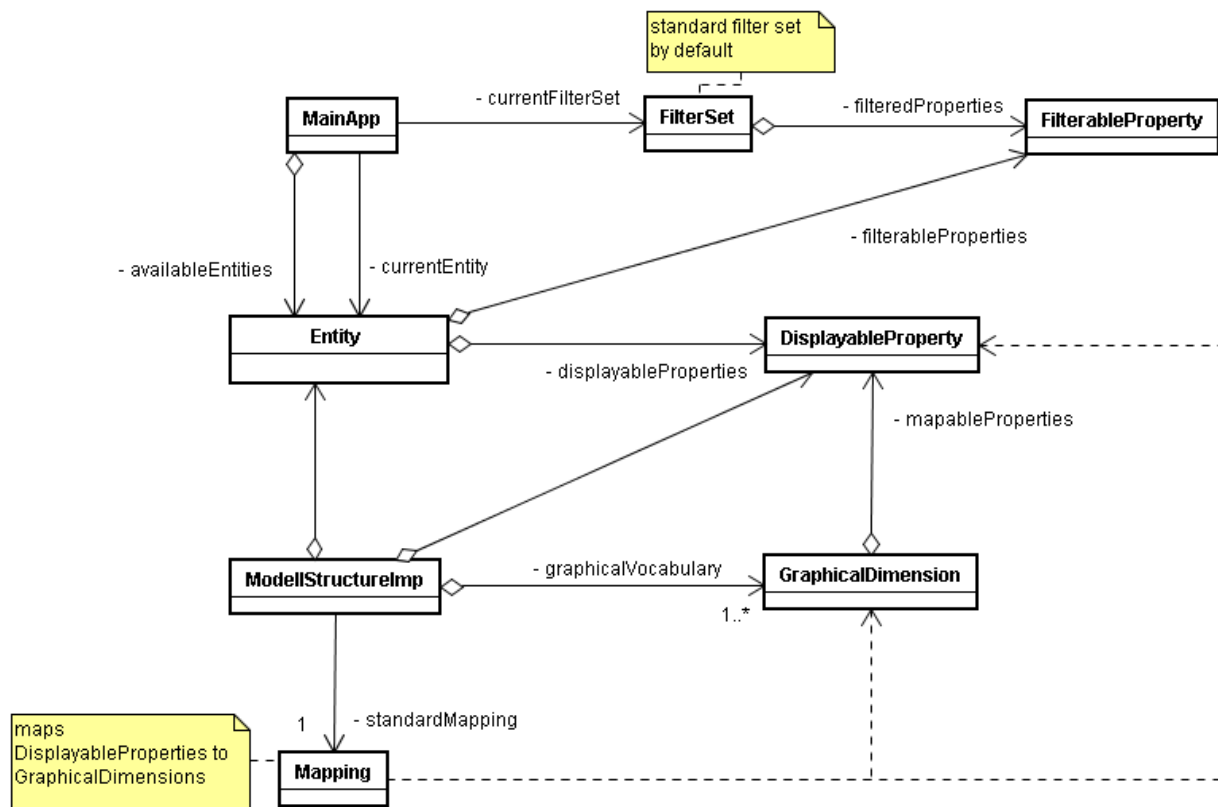 standard filter set
by default
- currentFilterSet
MainApp
FilterSet
- filteredProperties
FilterableProperty
- filterableProperties
- availableEntities
- currentEntity
Entity
DisplayableProperty
- displayableProperties
- mapableProperties
ModellStructureImp
- graphicalVocabulary
GraphicalDimension
1..*
1
- standardMapping
maps
DisplayableProperties to
GraphicalDimensions
Mapping